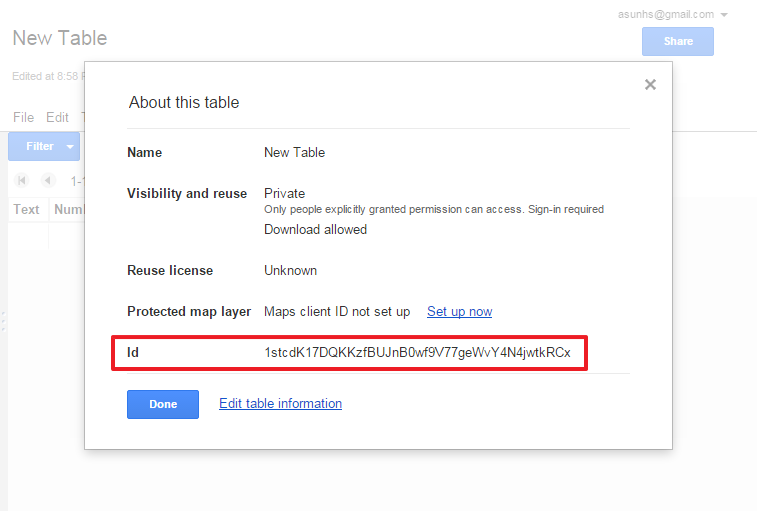 asunhs@gmail.com
New Table
Share
Edited at 8:58
About this table
File Edit
Filter
Name New Table
1-1
Visibility and reuse Private
Text
Only people explicitly granted permission can access. Sign-in required
Download allowed
Reuse license Unknown
Protected map layer Maps client ID not set up Set up now
Id 1stcdK17DQKKzfBUJnB0wf9V77geWvY4N4jwtkRCx
Done Edit table information